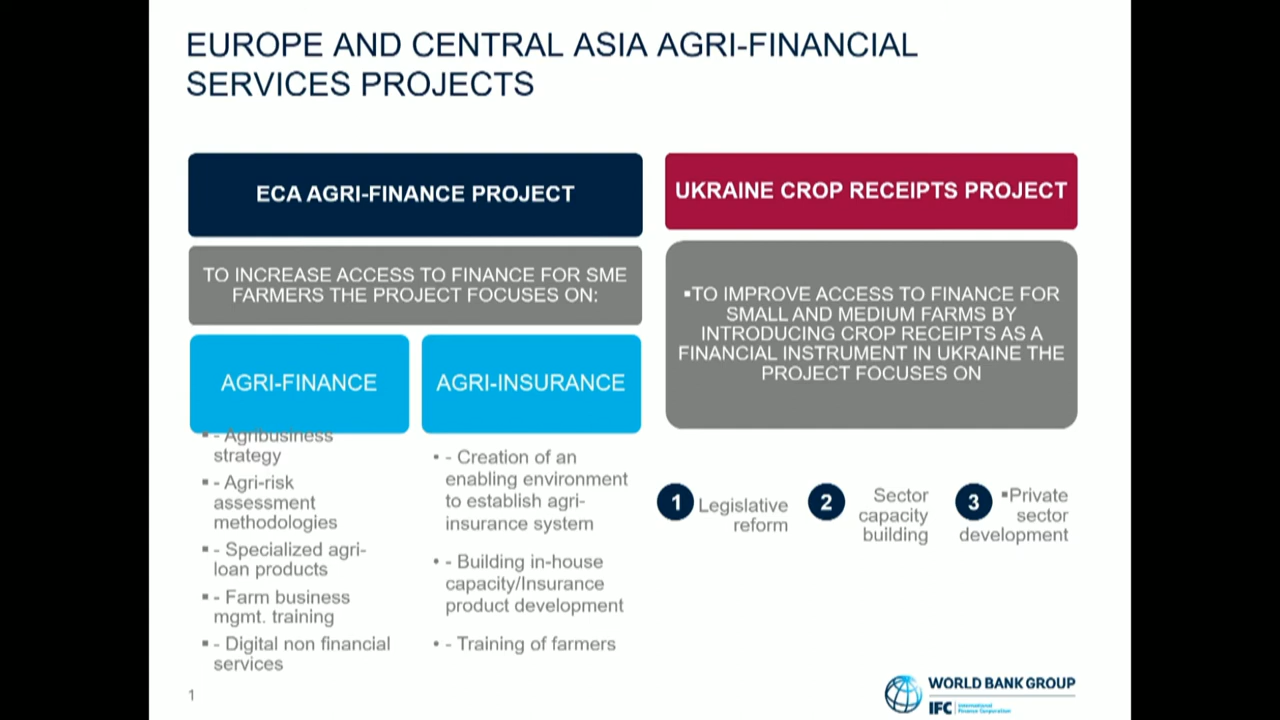 EUROPE AND CENTRAL ASIA AGRI-FINANCIAL
SERVICES PROJECTS
ECA AGRI-FINANCE PROJECT
TO INCREASE ACCESS TO FINANCE FOR SME
FARMERS THE PROJECT FOCUSES ON:
AGRI-FINANCE
▪ - Agribusiness
strategy
▪ - Agri-risk
assessment
methodologies
▪ - Specialized agri-
loan products
▪ - Farm business
mgmt. training
▪ - Digital non financial
services
AGRI-INSURANCE
• - Creation of an
enabling environment
to establish agri-
insurance system
• - Building in-house
capacity/Insurance
product development
• - Training of farmers
UKRAINE CROP RECEIPTS PROJECT
▪TO IMPROVE ACCESS TO FINANCE FOR
SMALL AND MEDIUM FARMS BY
INTRODUCING CROP RECEIPTS AS A
FINANCIAL INSTRUMENT IN UKRAINE THE
PROJECT FOCUSES ON
1 Legislative
reform
2 Sector
capacity
building
3 ▪Private
sector
development
1
WORLD BANK GROUP
IFC International
Finance Corporation